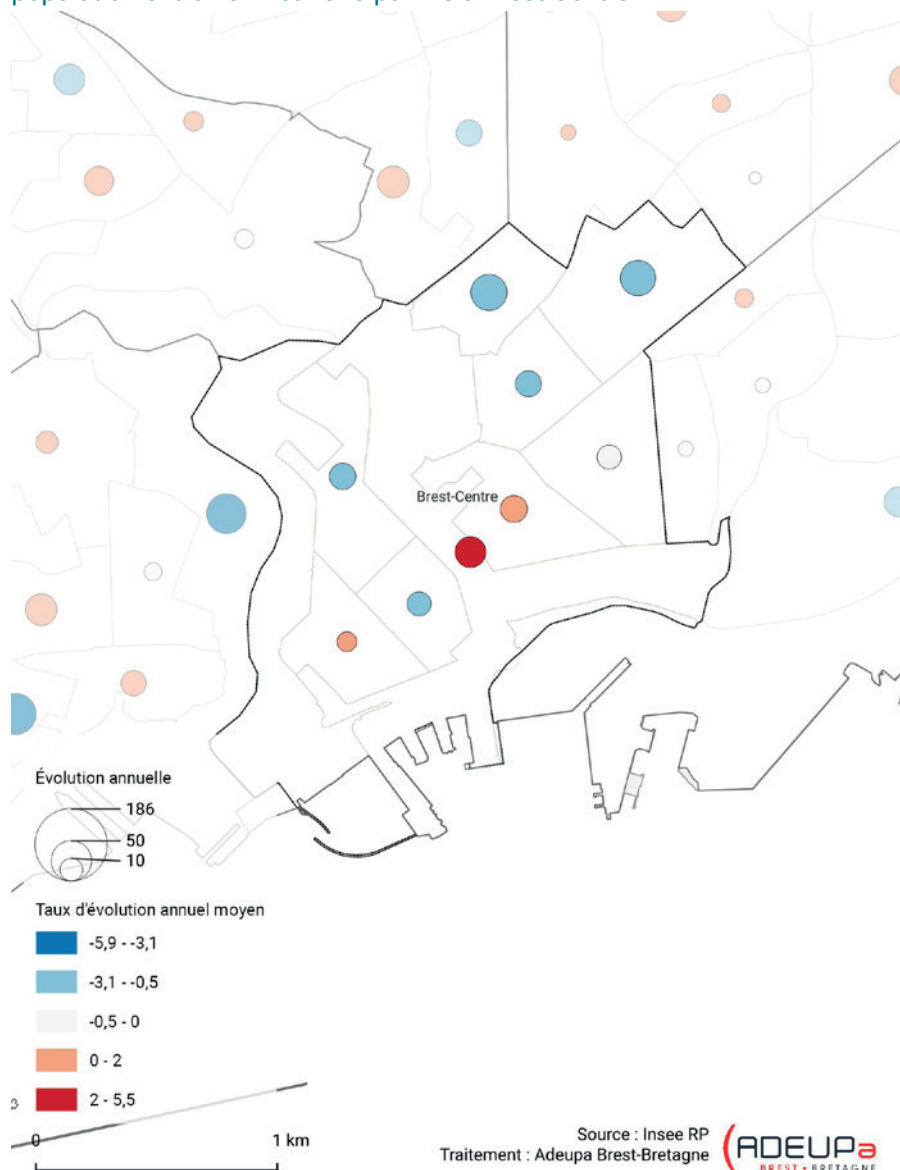 Brest-Centre
Évolution annuelle
186
50
10
Taux d'évolution annuel moyen
-5,9 - -3,1
-3,1 - -0,5
-0,5 - 0
0 - 2
2 - 5,5
0
1 km
Source : Insee RP
Traitement : Adeupa Brest-Bretagne
ADEUPa
BREST • BRETAGNE